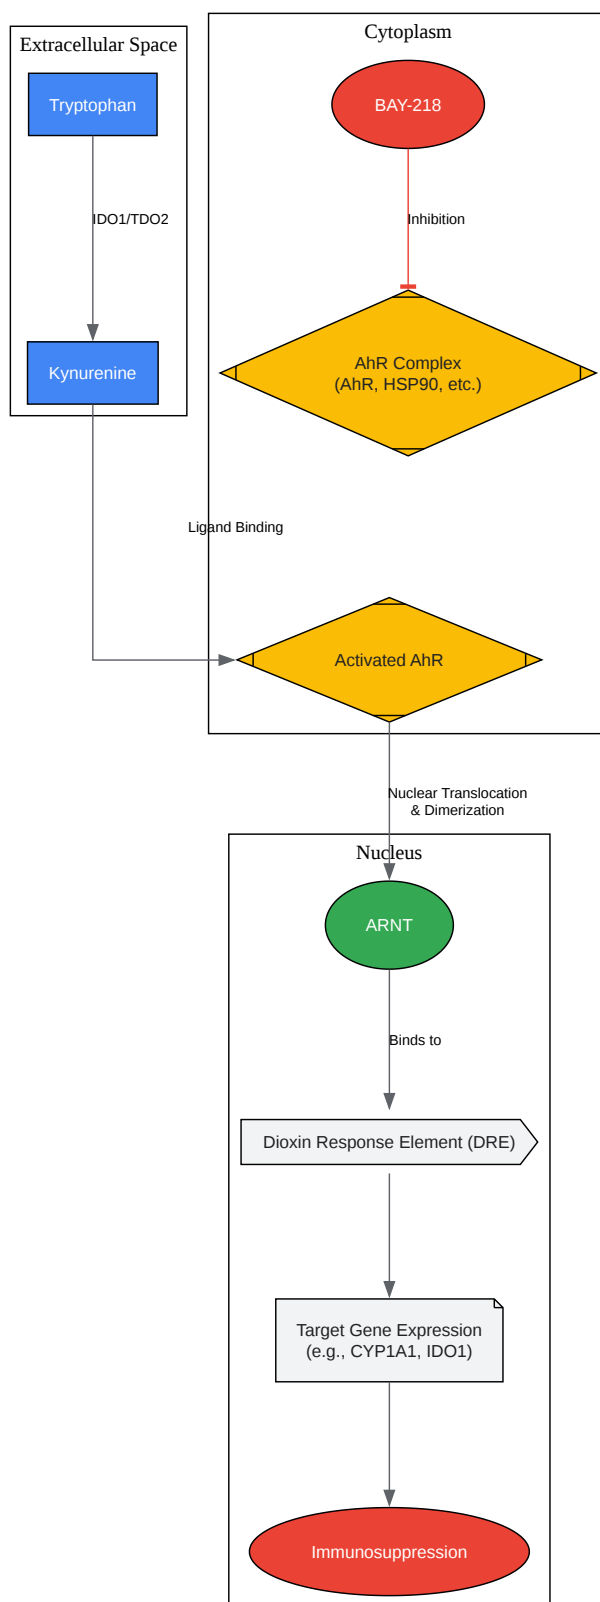 Extracellular Space
Tryptophan
IDO1/TDO2
Kynurenine
Cytoplasm
BAY-218
Inhibition
AhR Complex
(AhR, HSP90, etc.)
Ligand Binding
Activated AhR
Nuclear Translocation
& Dimerization
Nucleus
ARNT
Binds to
Dioxin Response Element (DRE)
Target Gene Expression
(e.g., CYP1A1, IDO1)
Immunosuppression